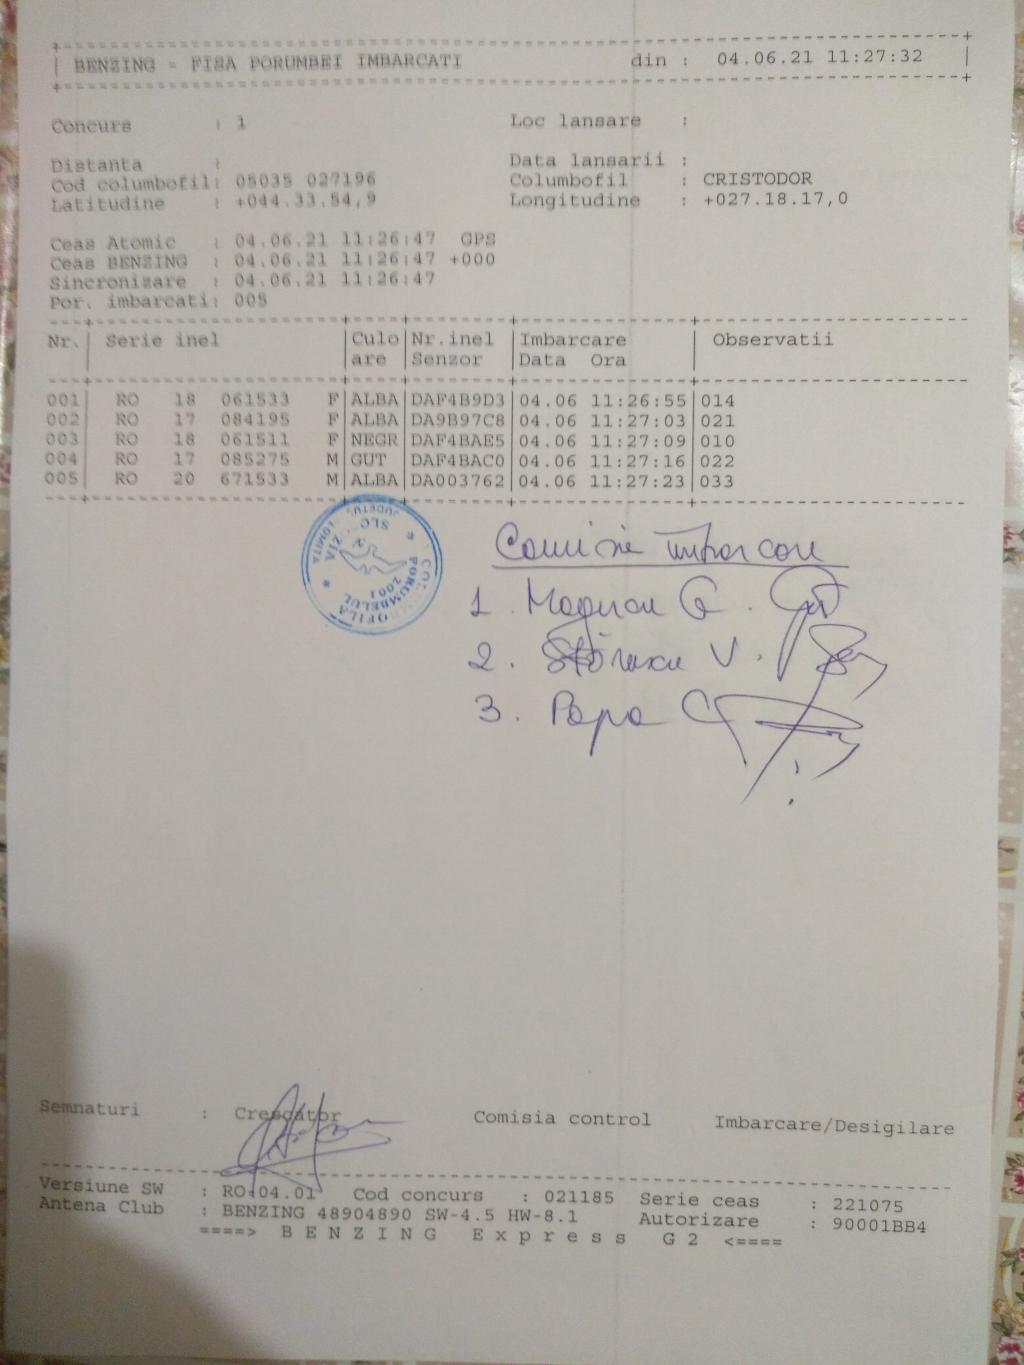 BENZING - FISA PORUMBEI IMBARCATI din : 04.06.21 11:27:32
Concurs : 1 Loc lansare :
Distanta : Data lansarii :
Cod columbofil: 05035 027196 Columbofil : CRISTODOR
Latitudine : +044.33.54,9 Longitudine : +027.18.17,0
Ceas Atomic : 04.06.21 11:26:47 GPS
Ceas BENZING : 04.06.21 11:26:47 +000
Sincronizare : 04.06.21 11:26:47
Por. imbarcati: 005
Nr. Serie inel Culo Nr.inel Imbarcare Observatii
are Senzor Data Ora
001 RO 18 061533 F ALBA DAF4B9D3 04.06 11:26:55 014
002 RO 17 084195 F ALBA DA9B97C8 04.06 11:27:03 021
003 RO 18 061511 F NEGR DAF4BAE5 04.06 11:27:09 010
004 RO 17 085275 M GUT DAF4BAC0 04.06 11:27:16 022
005 RO 20 671533 M ALBA DA003762 04.06 11:27:23 033
PORUMBELUL
2001
Comisie imbarcare
1.
2. V.
3. Popa C
Semnaturi : Crescator Comisia control Imbarcare/Desigilare
Versiune SW : RO-04.01 Cod concurs : 021185 Serie ceas : 221075
Antena Club : BENZING 48904890 SW-4.5 HW-8.1 Autorizare : 90001BB4
====> BENZING Express G2 <====